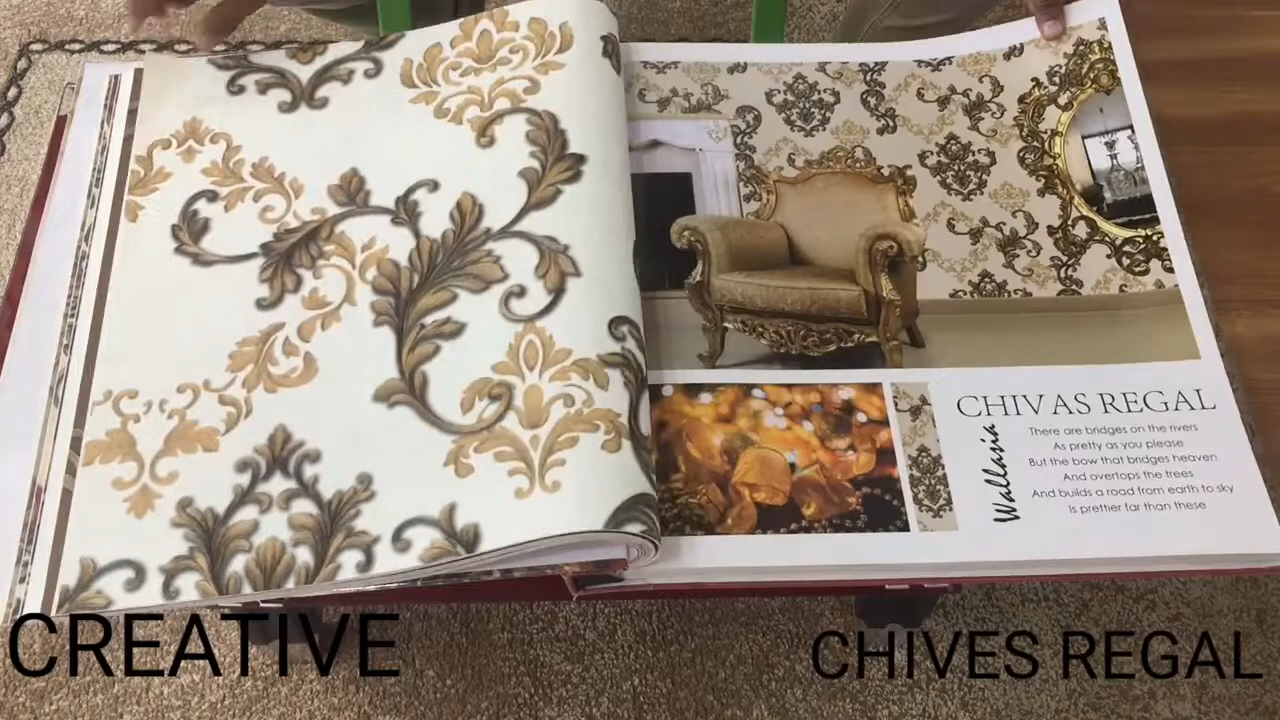 CHIVAS REGAL
Wallasia
There are bridges on the rivers
As pretty as you please
But the bow that bridges heaven
And overtops the trees
And builds a road from earth to sky
Is prettier far than these
CREATIVE
CHIVES REGAL